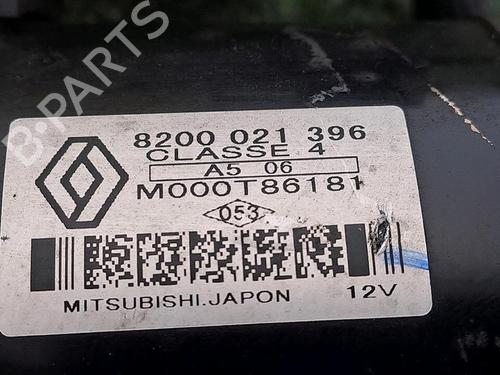 B-PARTS
8200 021 396
CLASSE 4
A5 06
M000T86181
053
MITSUBISHI.JAPON 12V